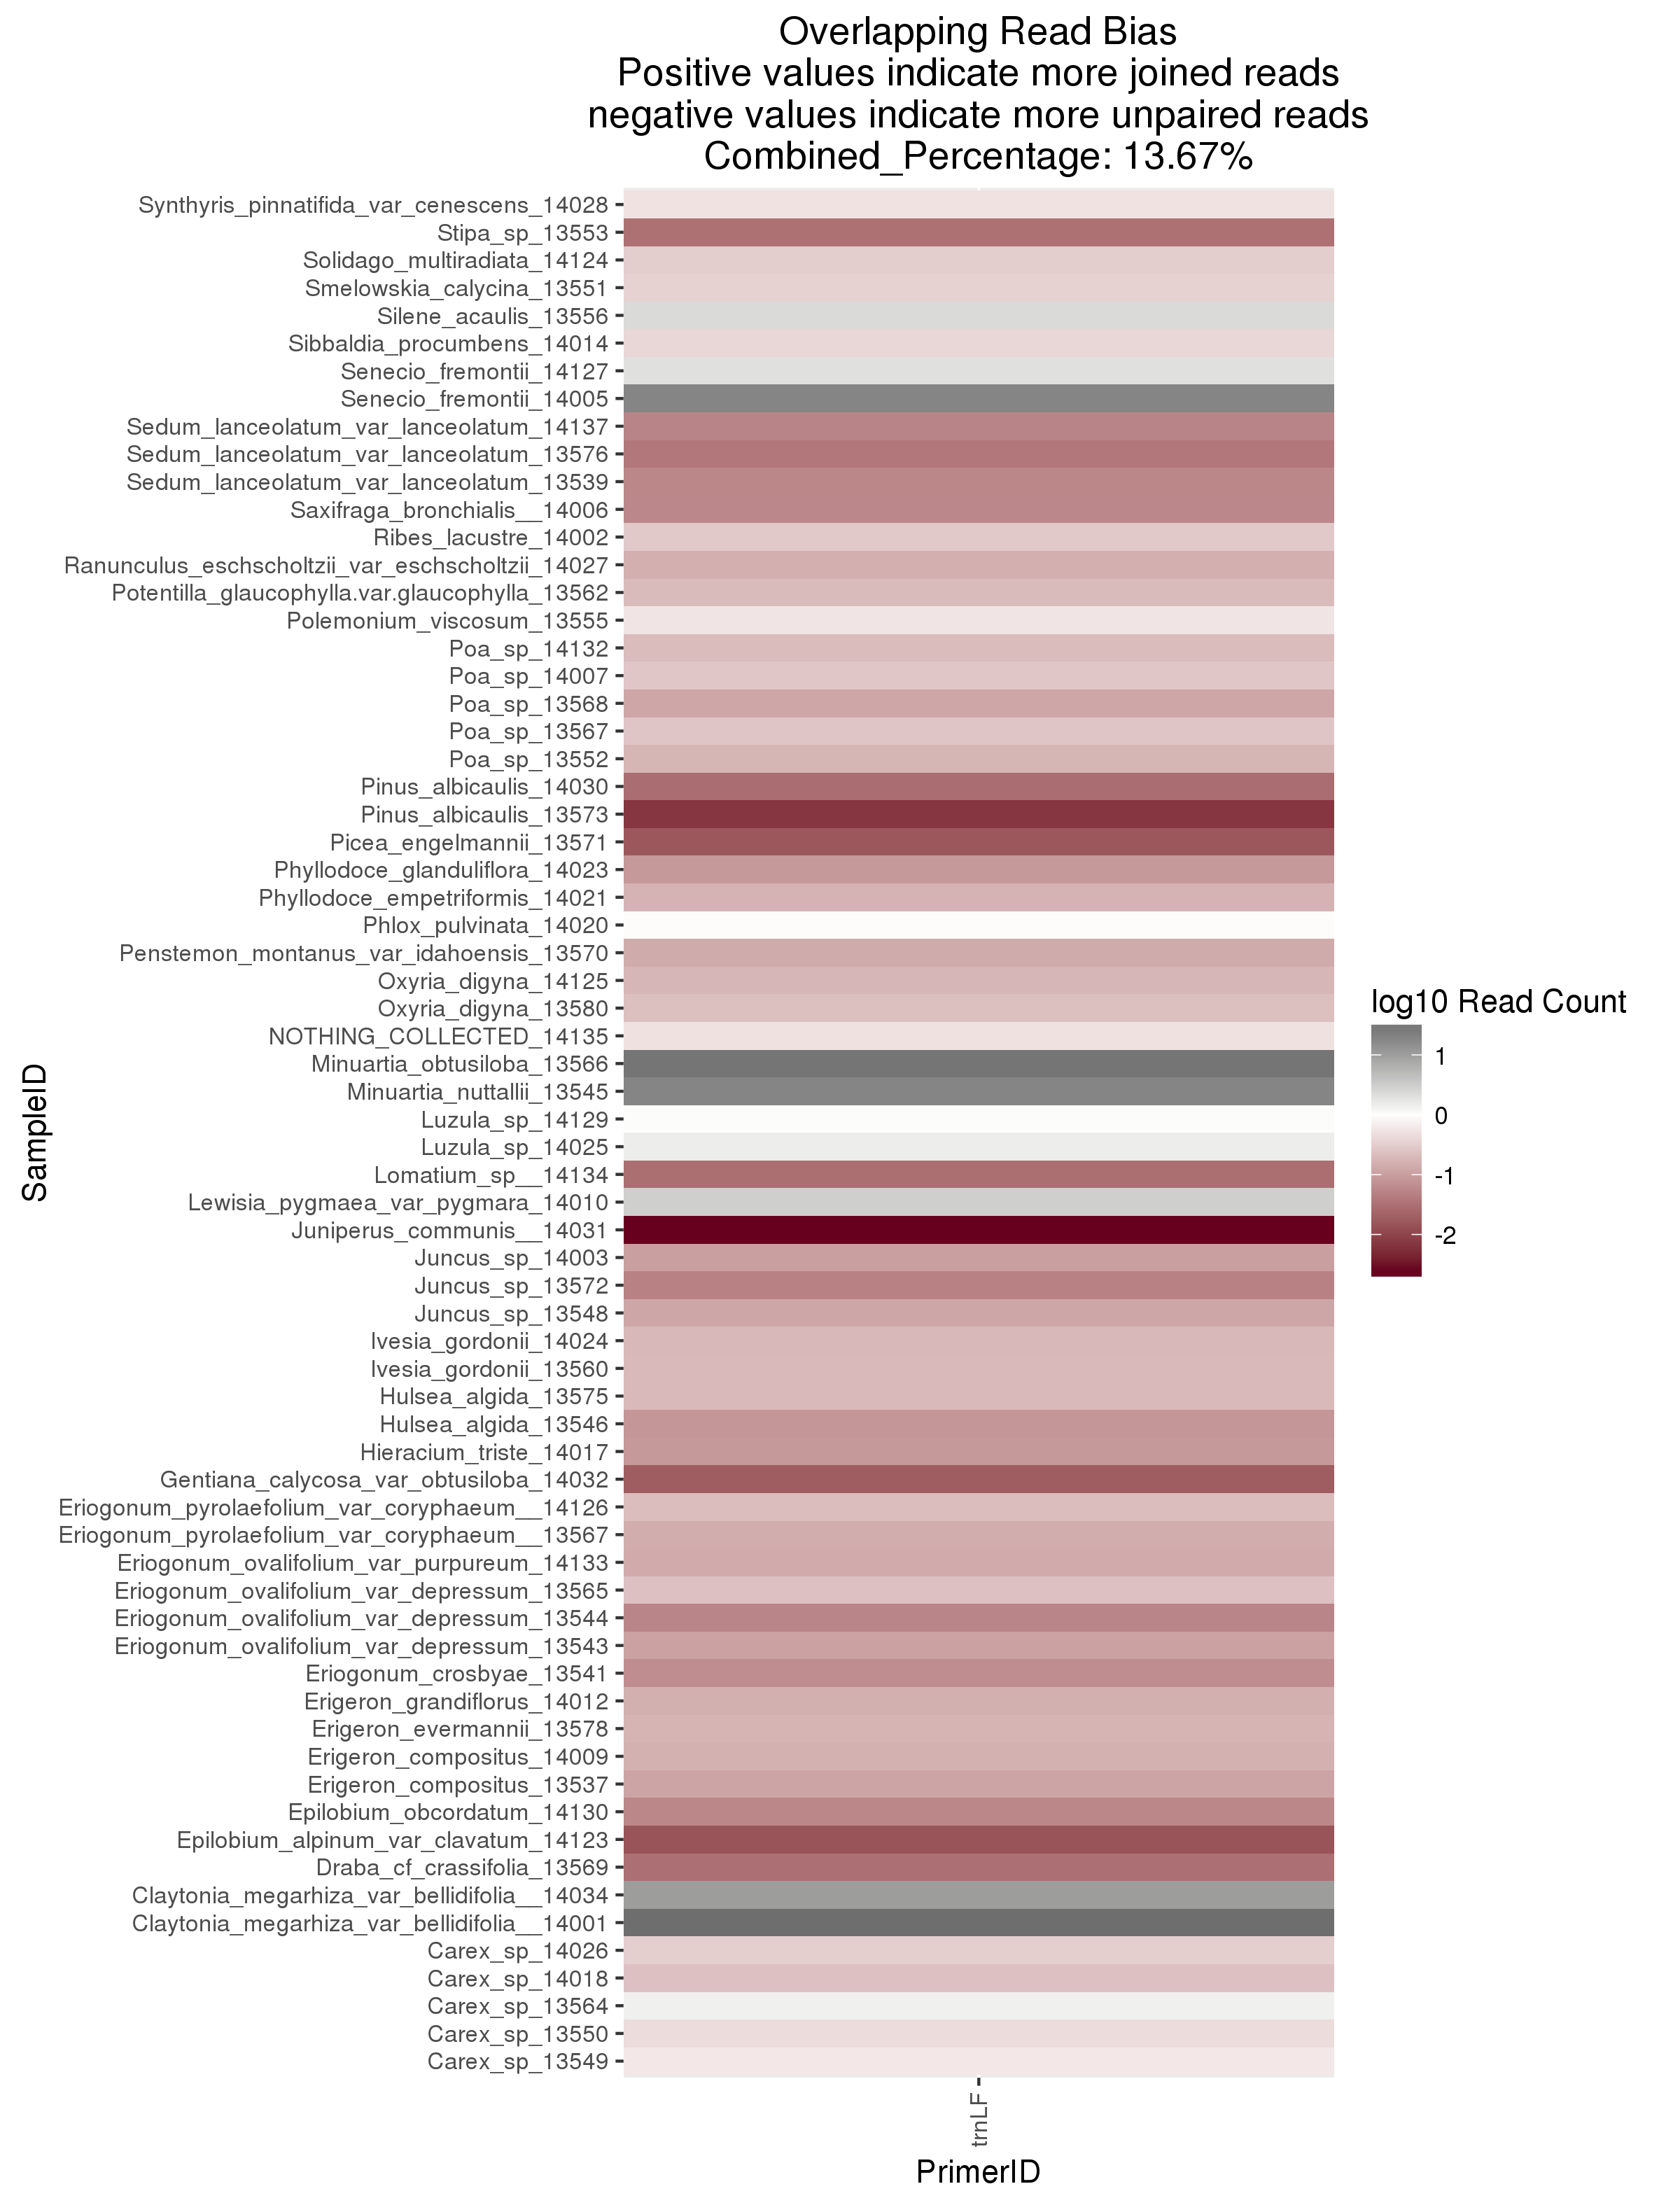 Overlapping Read Bias
Positive values indicate more joined reads
negative values indicate more unpaired reads
Combined_Percentage: 13.67%
Synthyris_pinnatifida_var_cenescens_14028
Stipa_sp_13553
Solidago_multiradiata_14124
Smelowskia_calycina_13551
Silene_acaulis_13556
Sibbaldia_procumbens_14014
Senecio_fremontii_14127
Senecio_fremontii_14005
Sedum_lanceolatum_var_lanceolatum_14137
Sedum_lanceolatum_var_lanceolatum_13576
Sedum_lanceolatum_var_lanceolatum_13539
Saxifraga_bronchialis__14006
Ribes_lacustre_14002
Ranunculus_eschscholtzii_var_eschscholtzii_14027
Potentilla_glaucophylla.var.glaucophylla_13562
Polemonium_viscosum_13555
Poa_sp_14132
Poa_sp_14007
Poa_sp_13568
Poa_sp_13567
Poa_sp_13552
Pinus_albicaulis_14030
Pinus_albicaulis_13573
Picea_engelmannii_13571
Phyllodoce_glanduliflora_14023
Phyllodoce_empetriformis_14021
Phlox_pulvinata_14020
Penstemon_montanus_var_idahoensis_13570
Oxyria_digyna_14125
Oxyria_digyna_13580
NOTHING_COLLECTED_14135
Minuartia_obtusiloba_13566
Minuartia_nuttallii_13545
Luzula_sp_14129
Luzula_sp_14025
Lomatium_sp__14134
Lewisia_pygmaea_var_pygmara_14010
Juniperus_communis__14031
Juncus_sp_14003
Juncus_sp_13572
Juncus_sp_13548
Ivesia_gordonii_14024
Ivesia_gordonii_13560
Hulsea_algida_13575
Hulsea_algida_13546
Hieracium_triste_14017
Gentiana_calycosa_var_obtusiloba_14032
Eriogonum_pyrolaefolium_var_coryphaeum__14126
Eriogonum_pyrolaefolium_var_coryphaeum__13567
Eriogonum_ovalifolium_var_purpureum_14133
Eriogonum_ovalifolium_var_depressum_13565
Eriogonum_ovalifolium_var_depressum_13544
Eriogonum_ovalifolium_var_depressum_13543
Eriogonum_crosbyae_13541
Erigeron_grandiflorus_14012
Erigeron_evermannii_13578
Erigeron_compositus_14009
Erigeron_compositus_13537
Epilobium_obcordatum_14130
Epilobium_alpinum_var_clavatum_14123
Draba_cf_crassifolia_13569
Claytonia_megarhiza_var_bellidifolia__14034
Claytonia_megarhiza_var_bellidifolia__14001
Carex_sp_14026
Carex_sp_14018
Carex_sp_13564
Carex_sp_13550
Carex_sp_13549
SampleID
trnLF
PrimerID
log10 Read Count
1
0
-1
-2